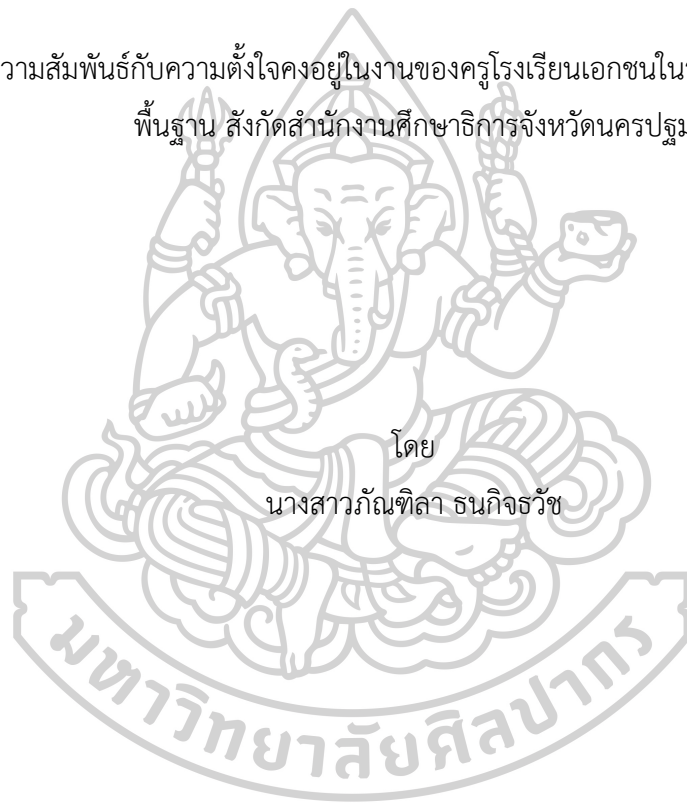 วามสัมพันธ์กับความตั้งใจคงอยู่ในงานของครูโรงเรียนเอกชนใน
พื้นฐาน สังกัดสำนักงานศึกษาธิการจังหวัดนครปฐม
โดย
นางสาวภัณฑิลา ธนกิจธวัช
มหาวิทยาลัยศิลปากร